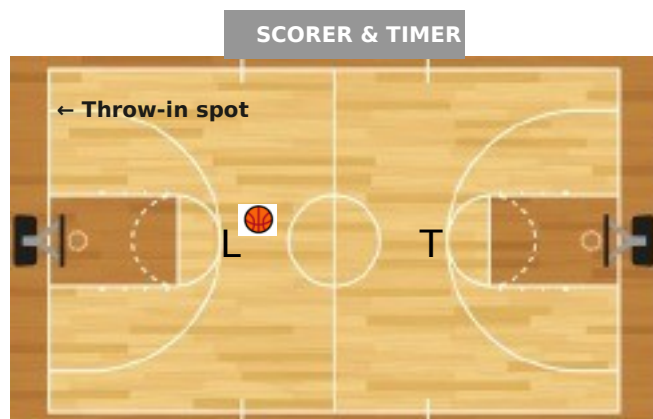 SCORER & TIMER
← Throw-in spot
L
T